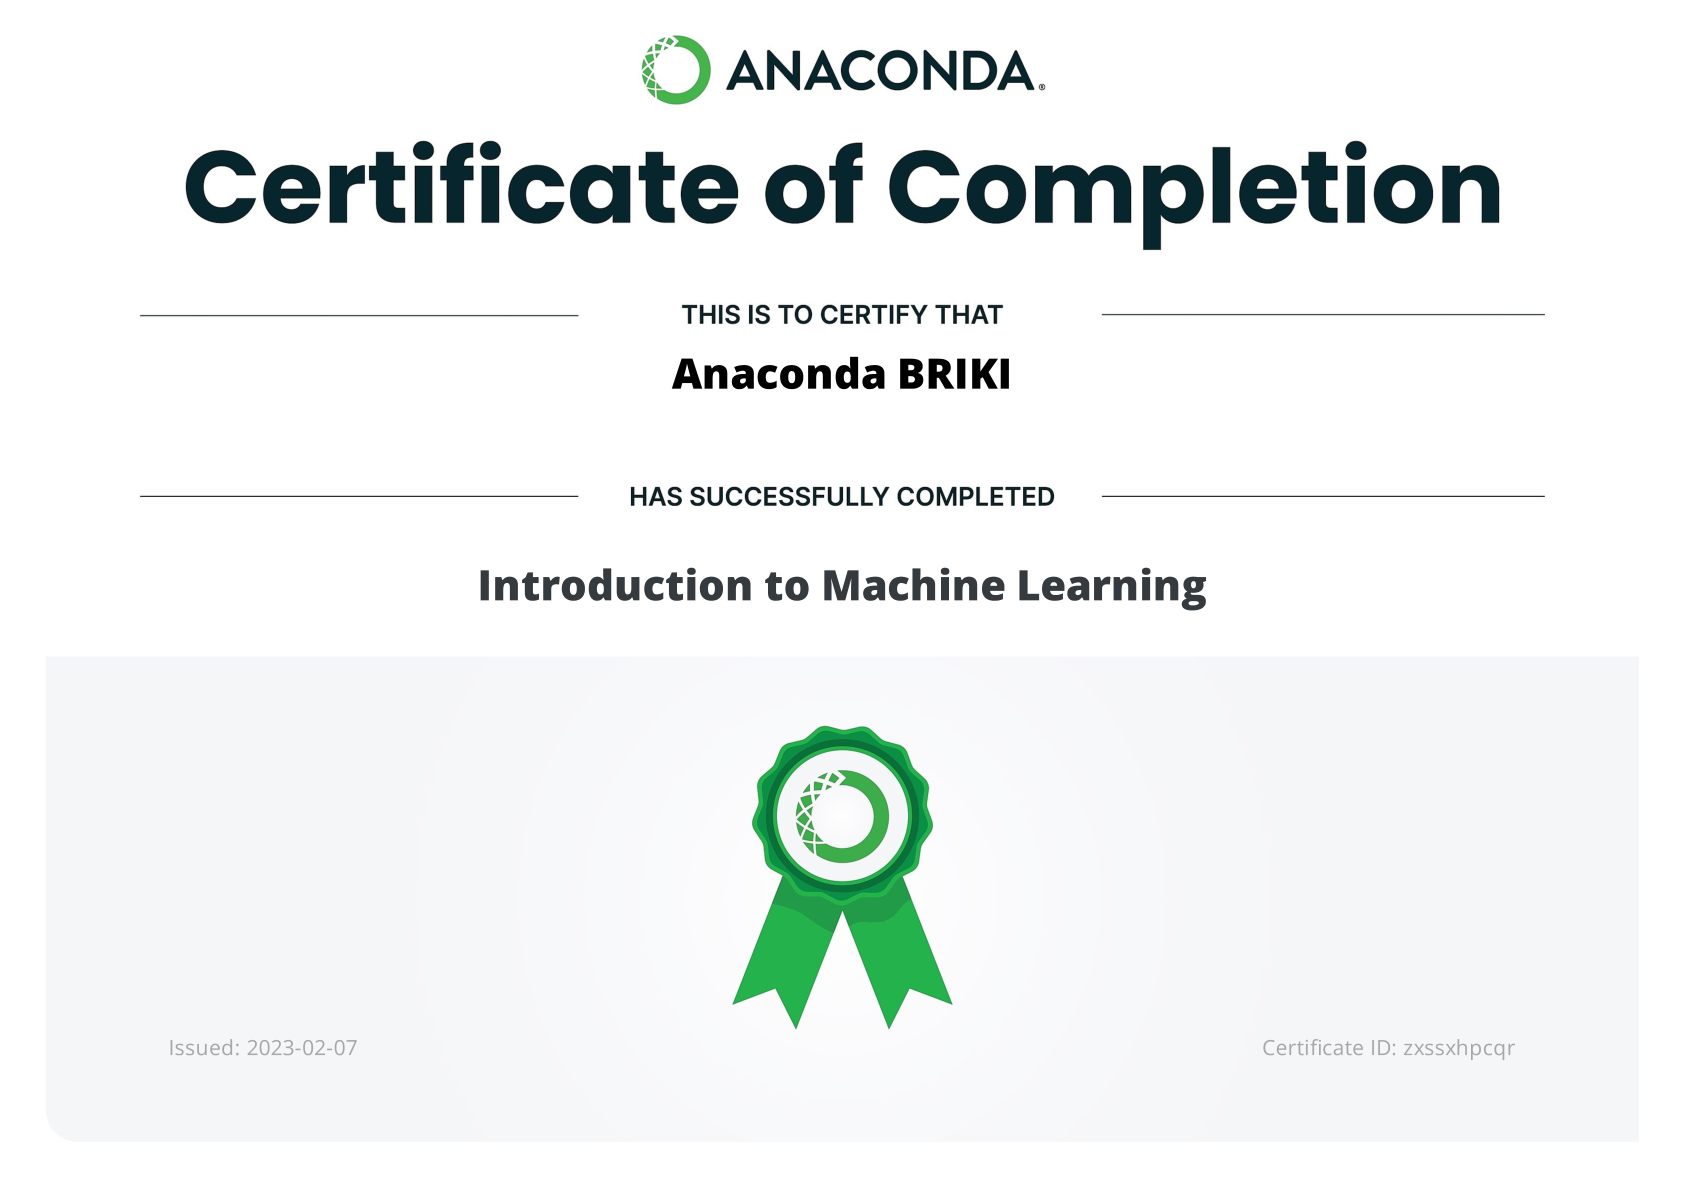 ANACONDA®
Certificate of Completion
THIS IS TO CERTIFY THAT
Anaconda BRIKI
HAS SUCCESSFULLY COMPLETED
Introduction to Machine Learning
Issued: 2023-02-07
Certificate ID: zxssxhpcqr